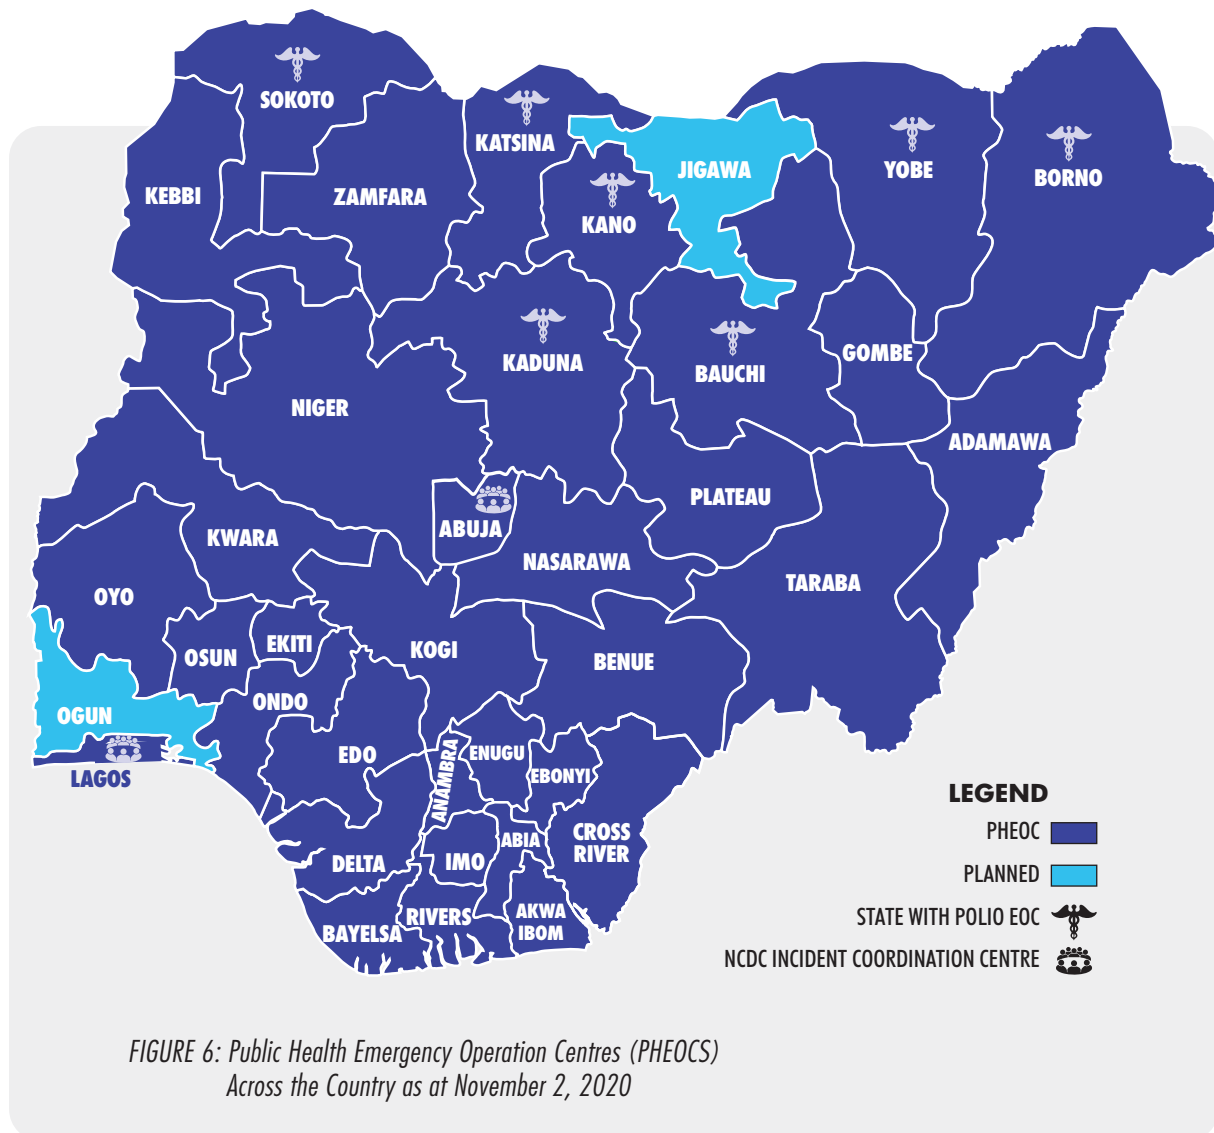 SOKOTO
KATSINA
JIGAWA
YOBE
BORNO
KEBBI
ZAMFARA
KANO
KADUNA
BAUCHI
GOMBE
NIGER
ADAMAWA
PLATEAU
ABUJA
KWARA
NASARAWA
TARABA
OYO
OSUN
EKITI
KOGI
BENUE
OGUN
ONDO
EDO
ANAMBRA
ENUGU
EBONYI
LAGOS
CROSS
RIVER
ABIA
IMO
DELTA
RIVERS
AKWA
IBOM
BAYELSA
LEGEND
PHEOC
PLANNED
STATE WITH POLIO EOC
NCDC INCIDENT COORDINATION CENTRE
FIGURE 6: Public Health Emergency Operation Centres (PHEOCS)
Across the Country as at November 2, 2020